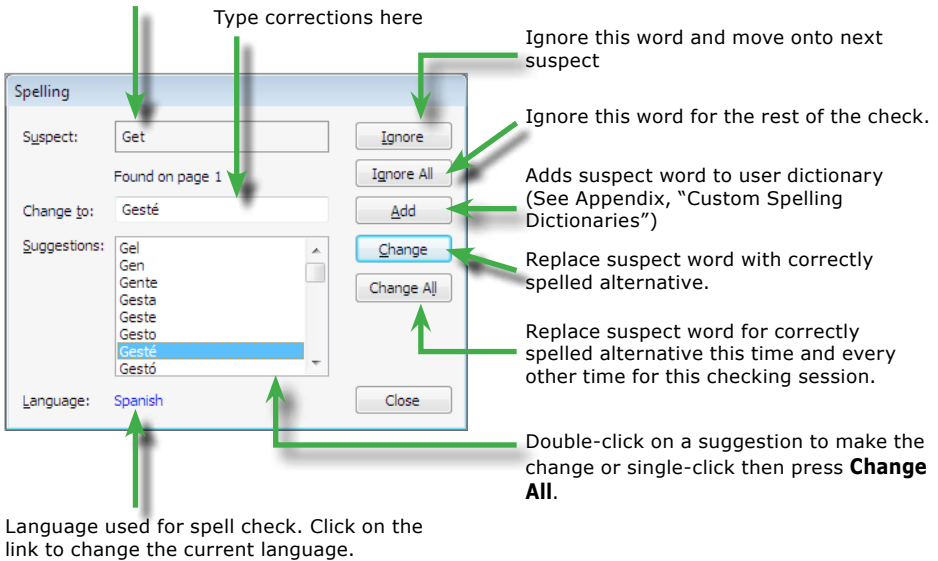 Type corrections here
Ignore this word and move onto next
suspect
Spelling
Suspect:
Get
Ignore
Ignore this word for the rest of the check.
Found on page 1
Ignore All
Adds suspect word to user dictionary
(See Appendix, “Custom Spelling
Dictionaries”)
Change to:
Gesté
Add
Suggestions:
Gel
Gen
Gente
Gesta
Geste
Gesto
Gesté
Gestó
Change
Replace suspect word with correctly
spelled alternative.
Change All
Replace suspect word for correctly
spelled alternative this time and every
other time for this checking session.
Language:
Spanish
Close
Double-click on a suggestion to make the
change or single-click then press Change
All.
Language used for spell check. Click on the
link to change the current language.